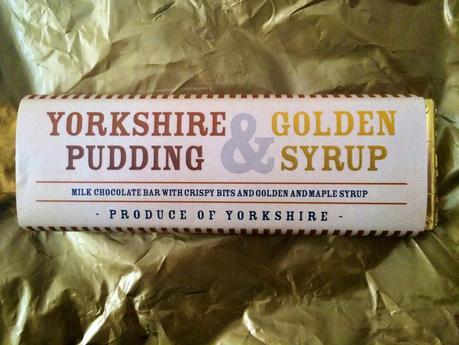 YORKSHIRE & GOLDEN
PUDDING SYRUP
MILK CHOCOLATE BAR WITH CRISPY BITS AND GOLDEN AND MAPLE SYRUP
- PRODUCE OF YORKSHIRE -